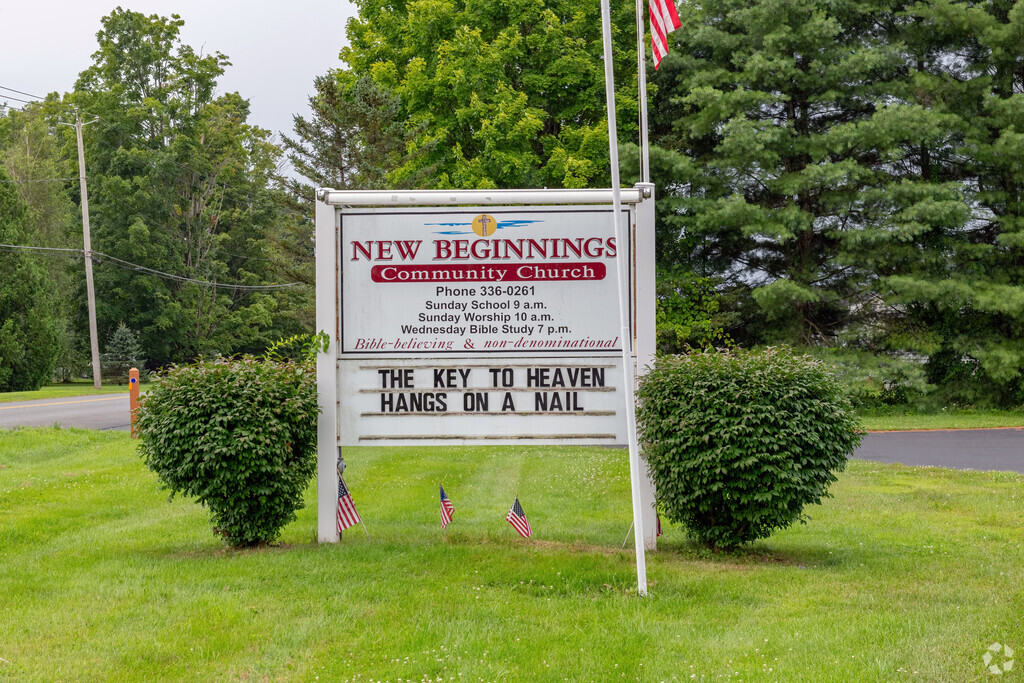 NEW BEGINNINGS
Community Church
Phone 336-0261
Sunday School 9 a.m.
Sunday Worship 10 a.m.
Wednesday Bible Study 7 p.m.
Bible-believing & non-denominational
THE KEY TO HEAVEN
HANGS ON A NAIL